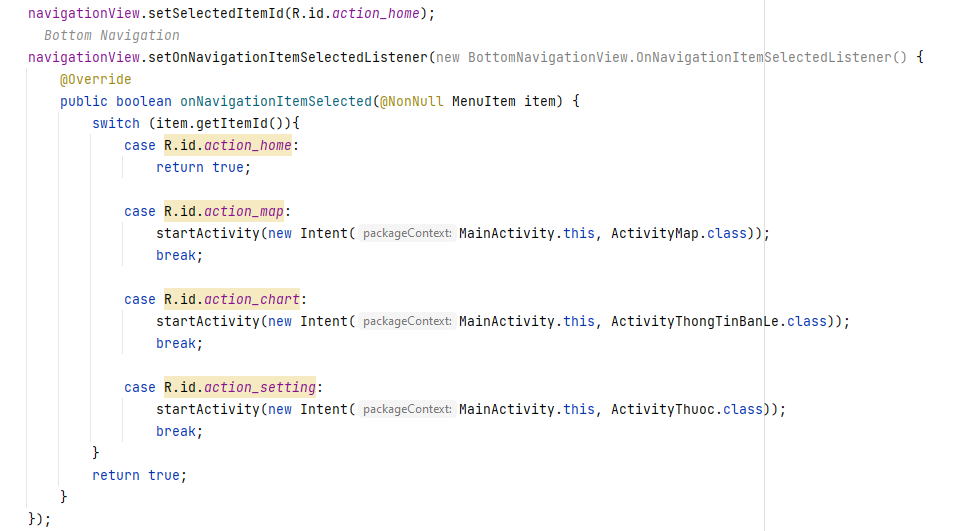 navigationView.setSelectedItemId(R.id.action_home);
Bottom Navigation
navigationView.setOnNavigationItemSelectedListener(new BottomNavigationView.OnNavigationItemSelectedListener() {
@Override
public boolean onNavigationItemSelected(@NonNull MenuItem item) {
switch (item.getItemId()){
case R.id.action_home:
return true;
case R.id.action_map:
startActivity(new Intent( packageContext: MainActivity.this, ActivityMap.class));
break;
case R.id.action_chart:
startActivity(new Intent( packageContext: MainActivity.this, ActivityThongTinBanLe.class));
break;
case R.id.action_setting:
startActivity(new Intent( packageContext: MainActivity.this, ActivityThuoc.class));
break;
}
return true;
}
});